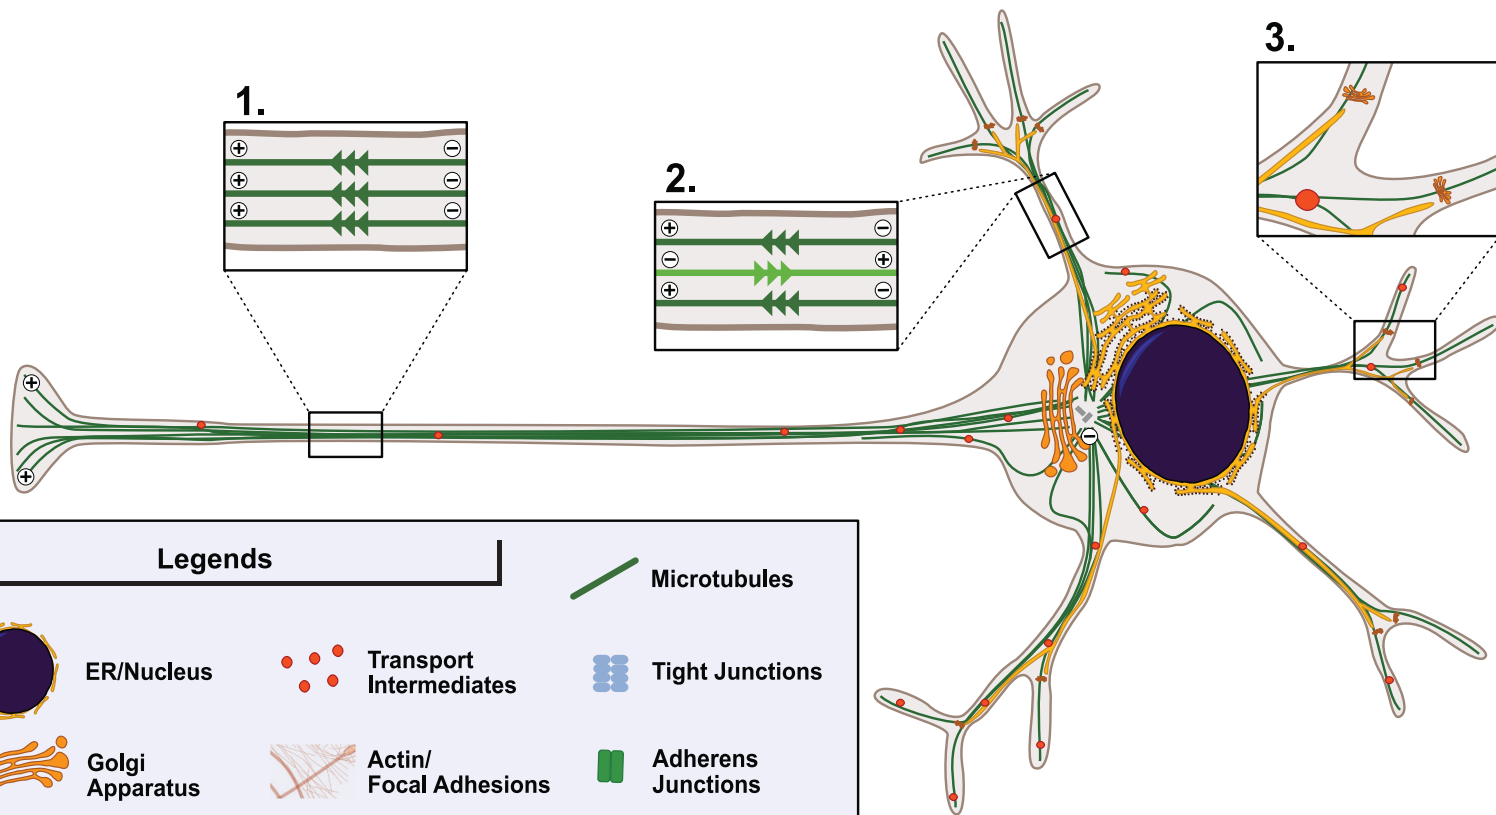 1.
+ −
+ −
+ −
2.
+ −
− +
+ −
3.
+
+
−
Legends
Microtubules
ER/Nucleus
Transport
Intermediates
Tight Junctions
Golgi
Apparatus
Actin/
Focal Adhesions
Adherens
Junctions